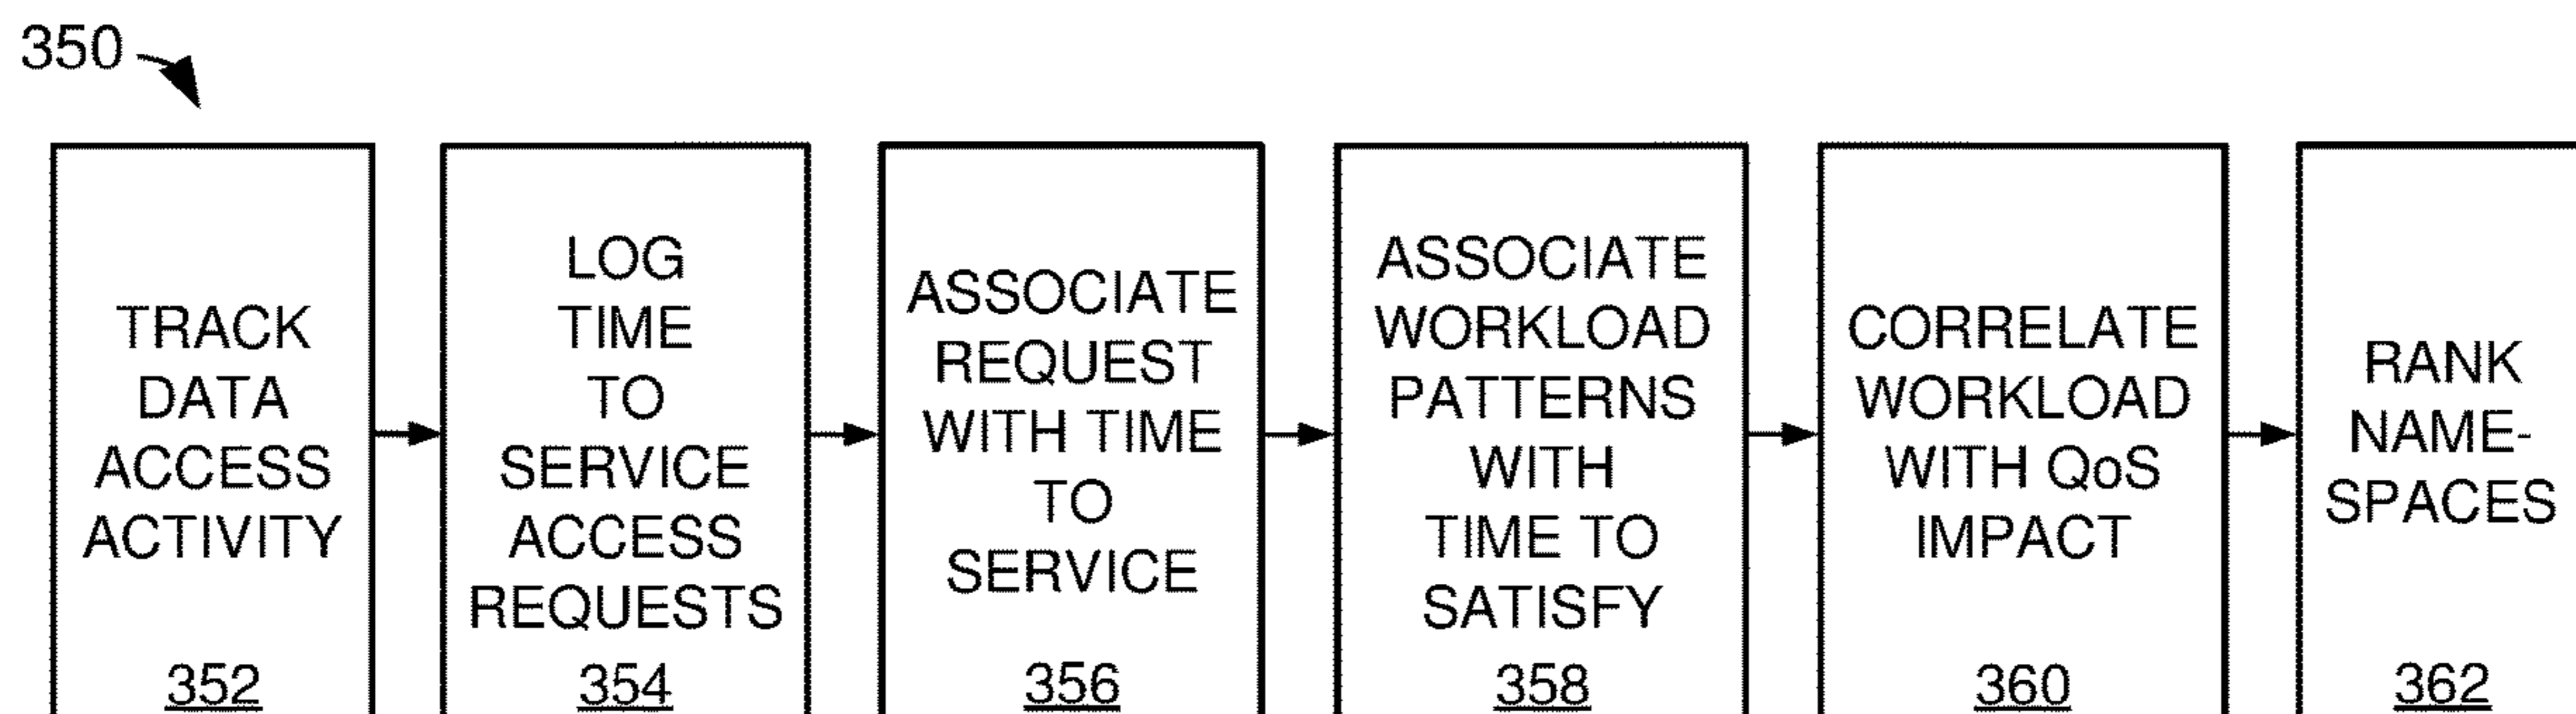 350
TRACK
DATA
ACCESS
ACTIVITY
352
LOG
TIME
TO
SERVICE
ACCESS
REQUESTS
354
ASSOCIATE
REQUEST
WITH TIME
TO
SERVICE
356
ASSOCIATE
WORKLOAD
PATTERNS
WITH
TIME TO
SATISFY
358
CORRELATE
WORKLOAD
WITH QoS
IMPACT
360
RANK
NAME-
SPACES
362